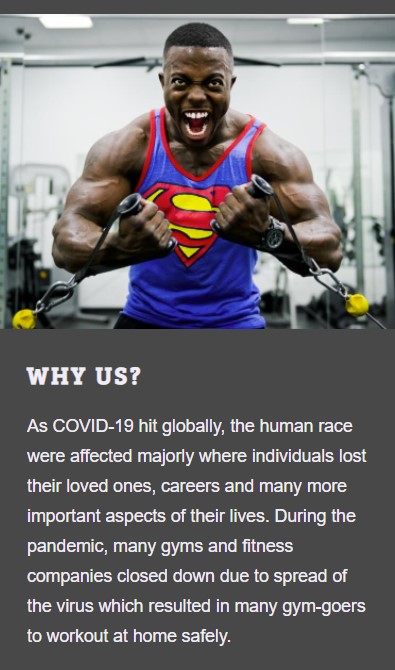 WHY US?
As COVID-19 hit globally, the human race
were affected majorly where individuals lost
their loved ones, careers and many more
important aspects of their lives. During the
pandemic, many gyms and fitness
companies closed down due to spread of
the virus which resulted in many gym-goers
to workout at home safely.